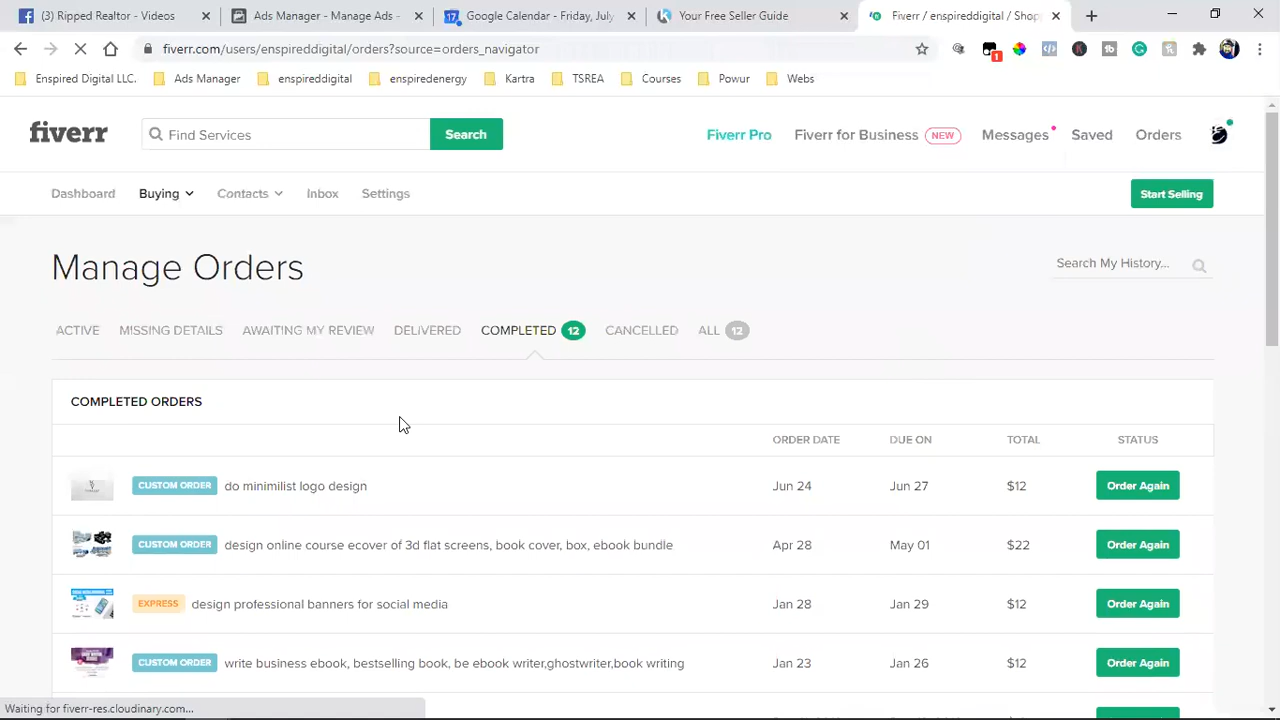 (3) Ripped Realtor - Videos
Ads Manager - Manage Ads -
Google Calendar - Friday, July
Your Free Seller Guide
Fiverr / enspireddigital / Shopp
fiverr.com/users/enspireddigital/orders?source=orders_navigator
1
Enspired Digital LLC.
Ads Manager
enspireddigital
enspiredenergy
Kartra
TSREA
Courses
Powur
Webs
fiverr
Find Services
Search
Fiverr Pro
Fiverr for Business NEW
Messages
Saved
Orders
Dashboard
Buying
Contacts
Inbox
Settings
Start Selling
Manage Orders
Search My History...
ACTIVE
MISSING DETAILS
AWAITING MY REVIEW
DELIVERED
COMPLETED 12
CANCELLED
ALL 12
COMPLETED ORDERS
ORDER DATE DUE ON TOTAL STATUS
CUSTOM ORDER do minimilist logo design Jun 24 Jun 27 $12 Order Again
CUSTOM ORDER design online course ecover of 3d flat screens, book cover, box, ebook bundle Apr 28 May 01 $22 Order Again
EXPRESS design professional banners for social media Jan 28 Jan 29 $12 Order Again
CUSTOM ORDER write business ebook, bestselling book, be ebook writer,ghostwriter,book writing Jan 23 Jan 26 $12 Order Again
Waiting for fiverr-res.cloudinary.com...